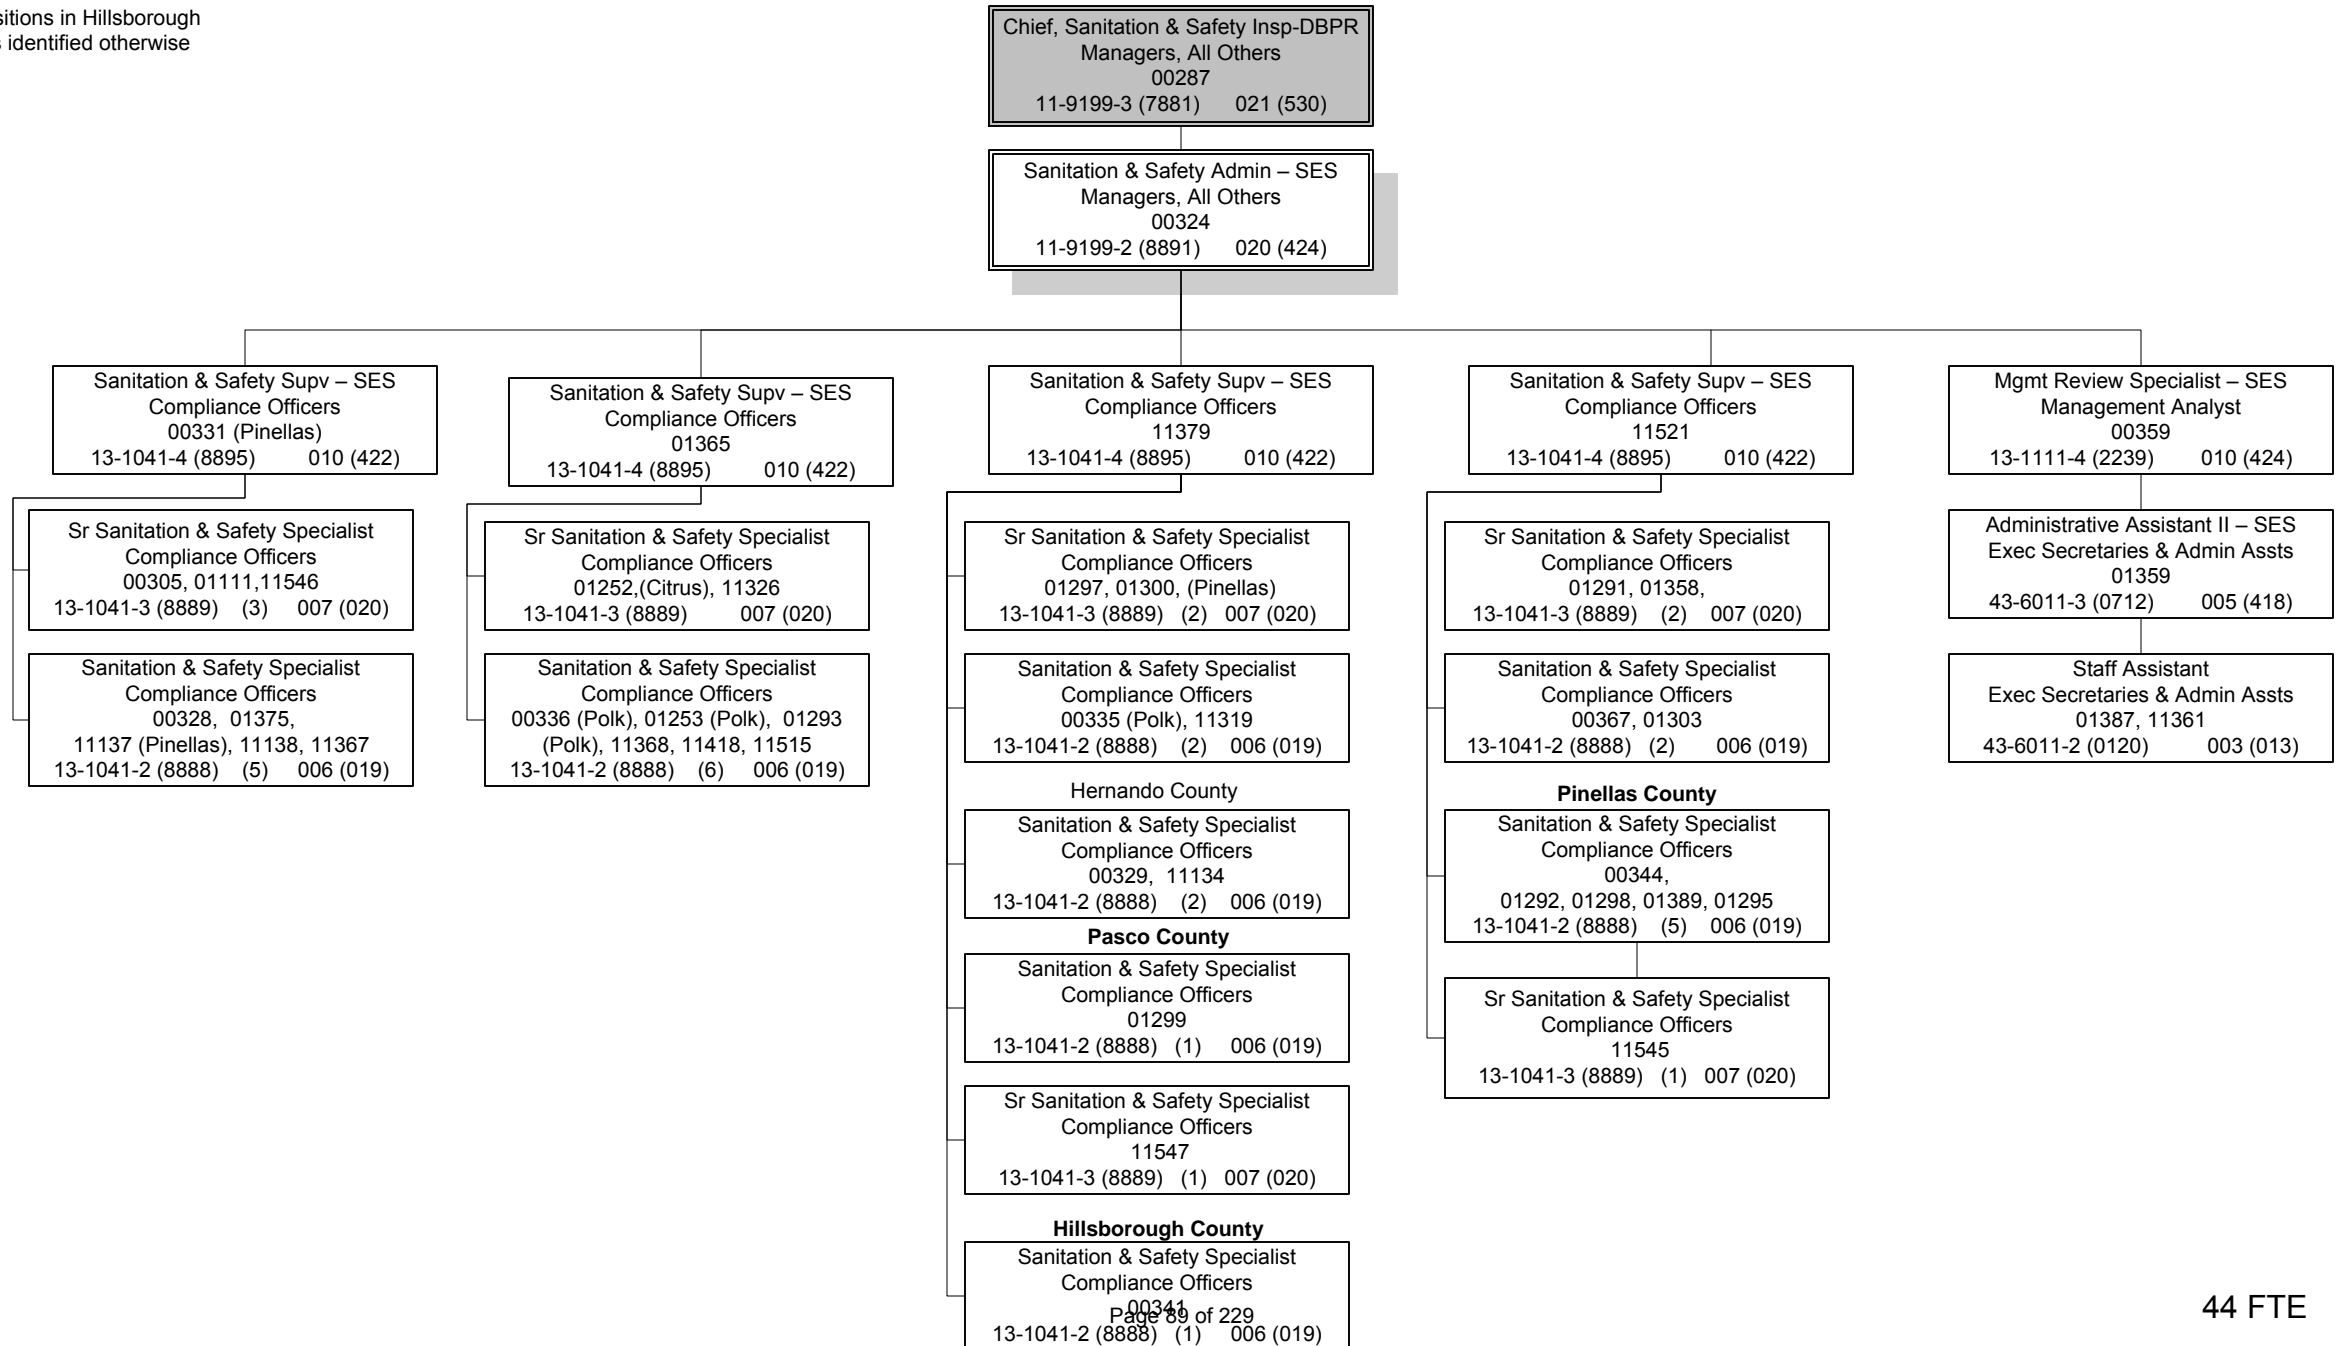 sitions in Hillsborough
s identified otherwise
Chief, Sanitation & Safety Insp-DBPR
Managers, All Others
00287
11-9199-3 (7881) 021 (530)
Sanitation & Safety Admin – SES
Managers, All Others
00324
11-9199-2 (8891) 020 (424)
Sanitation & Safety Supv – SES
Compliance Officers
00331 (Pinellas)
13-1041-4 (8895) 010 (422)
Sr Sanitation & Safety Specialist
Compliance Officers
00305, 01111,11546
13-1041-3 (8889) (3) 007 (020)
Sanitation & Safety Specialist
Compliance Officers
00328, 01375,
11137 (Pinellas), 11138, 11367
13-1041-2 (8888) (5) 006 (019)
Sanitation & Safety Supv – SES
Compliance Officers
01365
13-1041-4 (8895) 010 (422)
Sr Sanitation & Safety Specialist
Compliance Officers
01252,(Citrus), 11326
13-1041-3 (8889) 007 (020)
Sanitation & Safety Specialist
Compliance Officers
00336 (Polk), 01253 (Polk), 01293
(Polk), 11368, 11418, 11515
13-1041-2 (8888) (6) 006 (019)
Sanitation & Safety Supv – SES
Compliance Officers
11379
13-1041-4 (8895) 010 (422)
Sr Sanitation & Safety Specialist
Compliance Officers
01297, 01300, (Pinellas)
13-1041-3 (8889) (2) 007 (020)
Sanitation & Safety Specialist
Compliance Officers
00335 (Polk), 11319
13-1041-2 (8888) (2) 006 (019)
Hernando County
Sanitation & Safety Specialist
Compliance Officers
00329, 11134
13-1041-2 (8888) (2) 006 (019)
Pasco County
Sanitation & Safety Specialist
Compliance Officers
01299
13-1041-2 (8888) (1) 006 (019)
Sr Sanitation & Safety Specialist
Compliance Officers
11547
13-1041-3 (8889) (1) 007 (020)
Hillsborough County
Sanitation & Safety Specialist
Compliance Officers
00341
13-1041-2 (8888) (1) 006 (019)
Sanitation & Safety Supv – SES
Compliance Officers
11521
13-1041-4 (8895) 010 (422)
Sr Sanitation & Safety Specialist
Compliance Officers
01291, 01358,
13-1041-3 (8889) (2) 007 (020)
Sanitation & Safety Specialist
Compliance Officers
00367, 01303
13-1041-2 (8888) (2) 006 (019)
Pinellas County
Sanitation & Safety Specialist
Compliance Officers
00344,
01292, 01298, 01389, 01295
13-1041-2 (8888) (5) 006 (019)
Sr Sanitation & Safety Specialist
Compliance Officers
11545
13-1041-3 (8889) (1) 007 (020)
Mgmt Review Specialist – SES
Management Analyst
00359
13-1111-4 (2239) 010 (424)
Administrative Assistant II – SES
Exec Secretaries & Admin Assts
01359
43-6011-3 (0712) 005 (418)
Staff Assistant
Exec Secretaries & Admin Assts
01387, 11361
43-6011-2 (0120) 003 (013)
Page 89 of 229
44 FTE